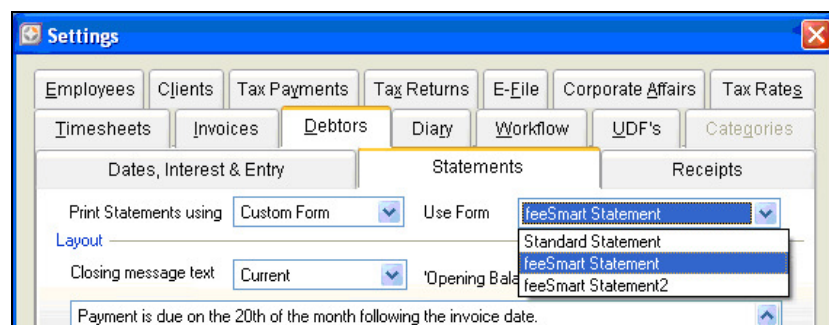 Settings
Employees Clients Tax Payments Tax Returns E-File Corporate Affairs Tax Rates
Timesheets Invoices Debtors Diary Workflow UDF's Categories
Dates, Interest & Entry Statements Receipts
Print Statements using Custom Form Use Form feeSmart Statement
Layout Standard Statement
feeSmart Statement
Closing message text Current 'Opening feeSmart Statement2
Payment is due on the 20th of the month following the invoice date.